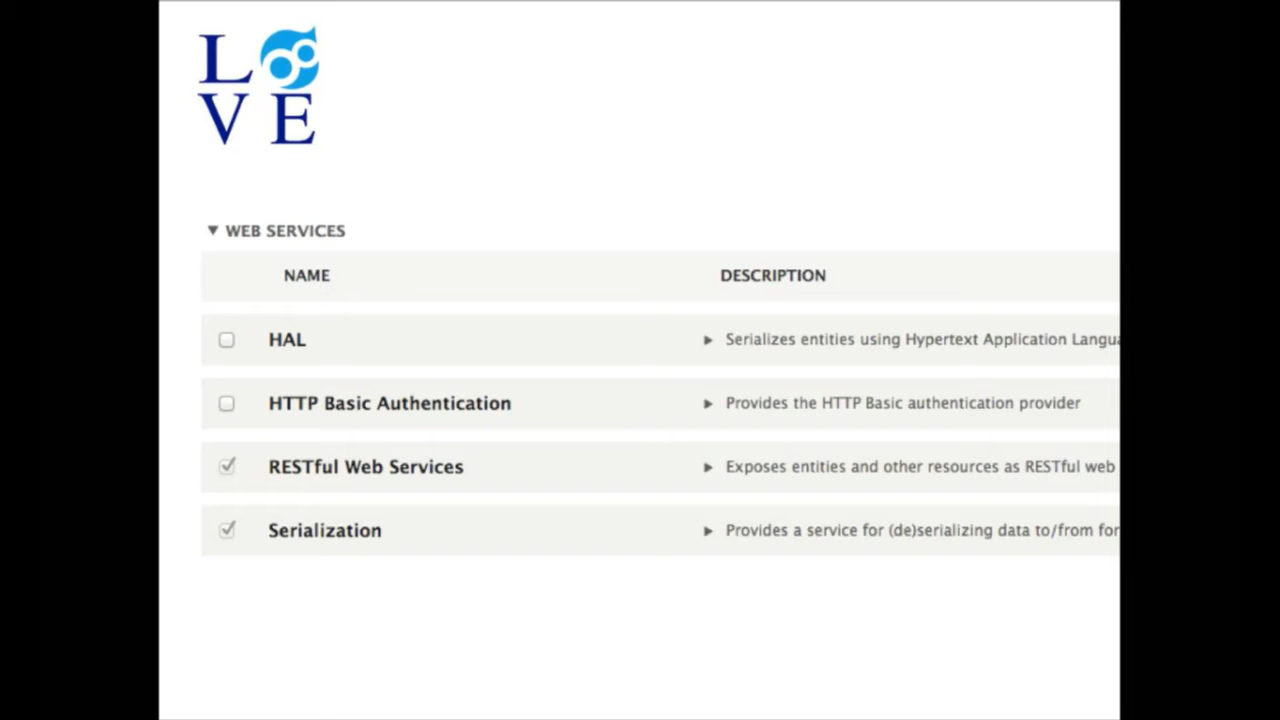 L
VE
▼ WEB SERVICES
NAME DESCRIPTION
HAL ▶ Serializes entities using Hypertext Application
HTTP Basic Authentication ▶ Provides the HTTP Basic authentication provider
RESTful Web Services ▶ Exposes entities and other resources as RESTful web
Serialization ▶ Provides a service for (de)serializing data to/from